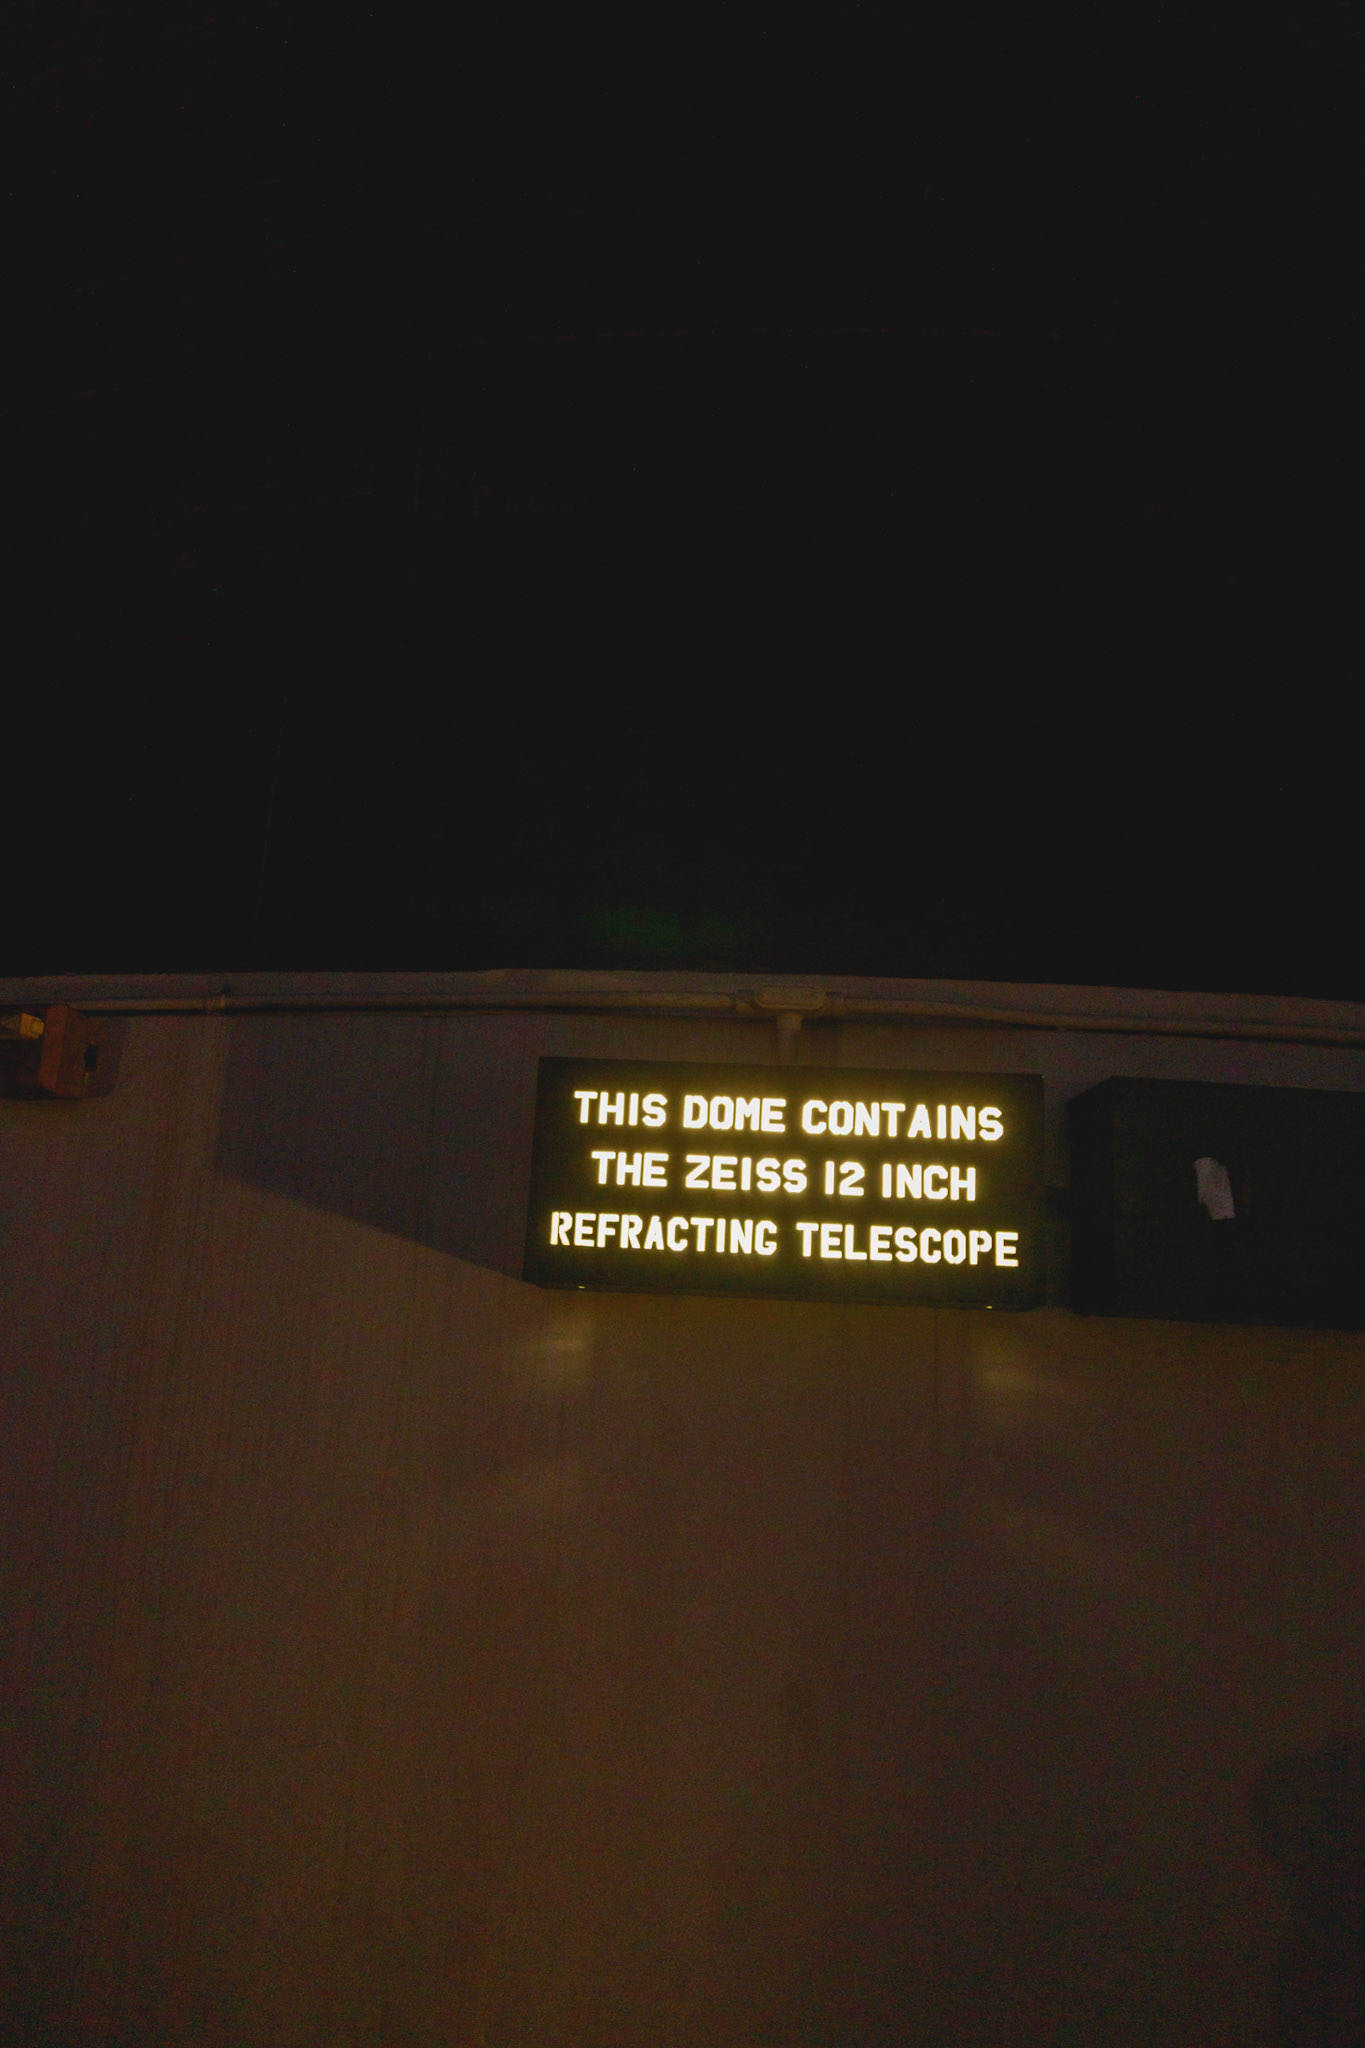 THIS DOME CONTAINS
THE ZEISS 12 INCH
REFRACTING TELESCOPE